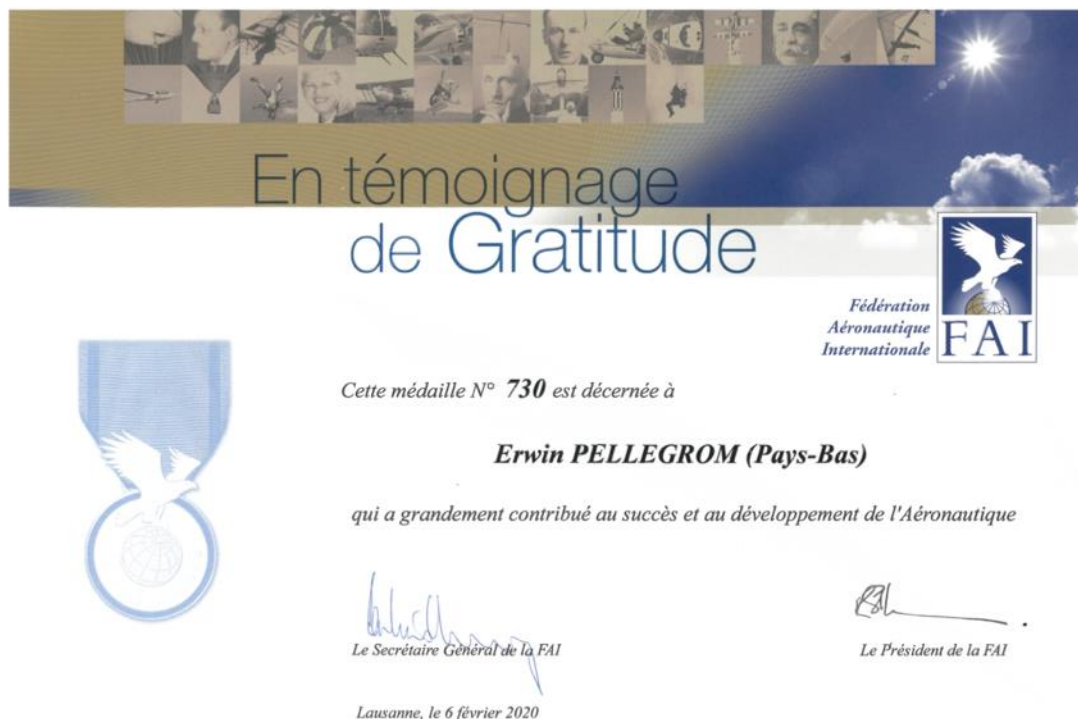 En témoignage
de Gratitude
Fédération
Aéronautique
Internationale
FAI
Cette médaille N° 730 est décernée à
Erwin PELLEGROM (Pays-Bas)
qui a grandement contribué au succès et au développement de l'Aéronautique
Le Secrétaire Général de la FAI
Le Président de la FAI
Lausanne, le 6 février 2020